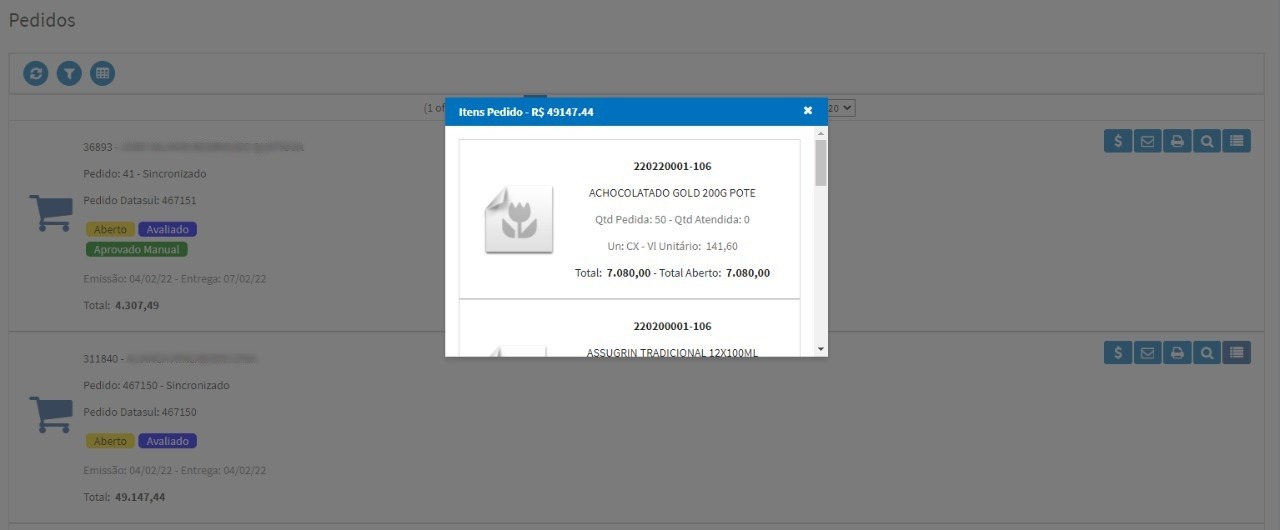 Pedidos
(1 of
20
Itens Pedido - R$ 49147.44
220220001-106
ACHOCOLATADO GOLD 200G POTE
Qtd Pedida: 50 - Qtd Atendida: 0
Un: CX - Vl Unitário: 141,60
Total: 7.080,00 - Total Aberto: 7.080,00
220200001-106
ASSUGRIN TRADICIONAL 12X100ML
36893 -
Pedido: 41 - Sincronizado
Pedido Datasul: 467151
Aberto Avaliado
Aprovado Manual
Emissão: 04/02/22 - Entrega: 07/02/22
Total: 4.307,49
311840 -
Pedido: 467150 - Sincronizado
Pedido Datasul: 467150
Aberto Avaliado
Emissão: 04/02/22 - Entrega: 04/02/22
Total: 49.147,44